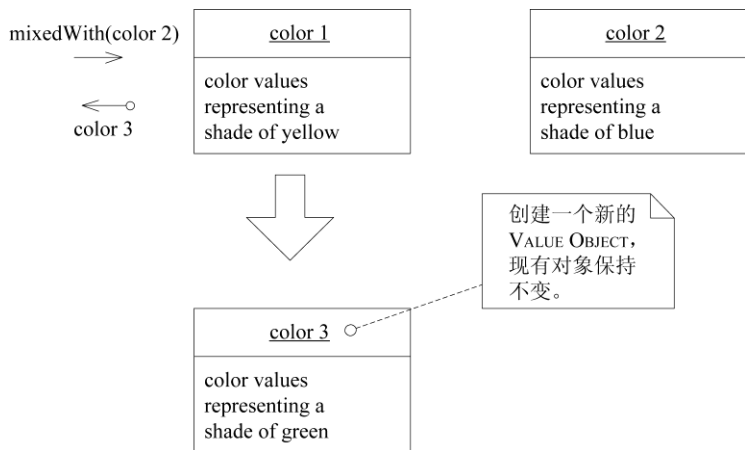 mixedWith(color 2)
color 3
color 1
color values
representing a
shade of yellow
color 2
color values
representing a
shade of blue
创建一个新的
VALUE OBJECT，
现有对象保持
不变。
color 3
color values
representing a
shade of green